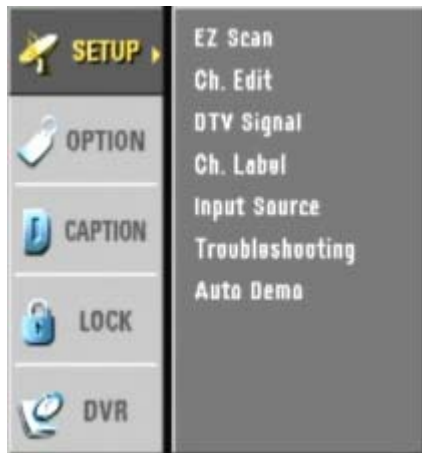 SETUP
OPTION
CAPTION
LOCK
DVR
EZ Scan
Ch. Edit
DTV Signal
Ch. Label
Input Source
Troubleshooting
Auto Demo